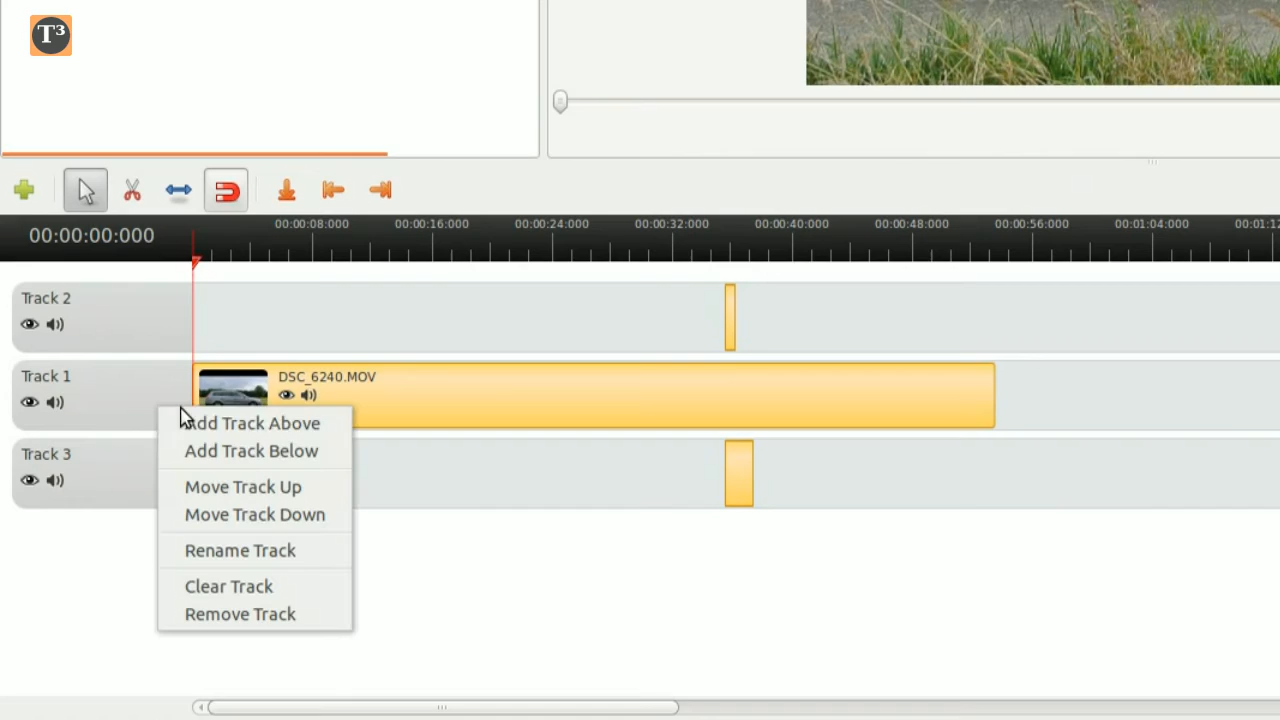 T³
00:00:00:000
00:00:08:000 00:00:16:000 00:00:24:000 00:00:32:000 00:00:40:000 00:00:48:000 00:00:56:000 00:01:04:000 00:01:12
Track 2
Track 1
DSC_6240.MOV
Add Track Above
Add Track Below
Track 3
Move Track Up
Move Track Down
Rename Track
Clear Track
Remove Track